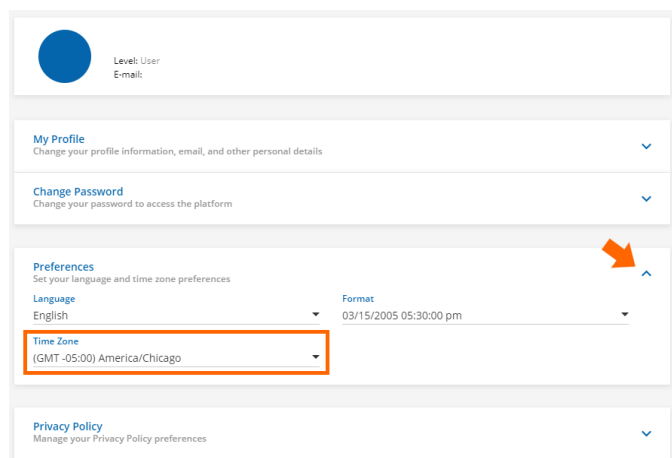 Level: User
E-mail:
My Profile
Change your profile information, email, and other personal details
Change Password
Change your password to access the platform
Preferences
Set your language and time zone preferences
Language
Format
English
03/15/2005 05:30:00 pm
Time Zone
(GMT -05:00) America/Chicago
Privacy Policy
Manage your Privacy Policy preferences